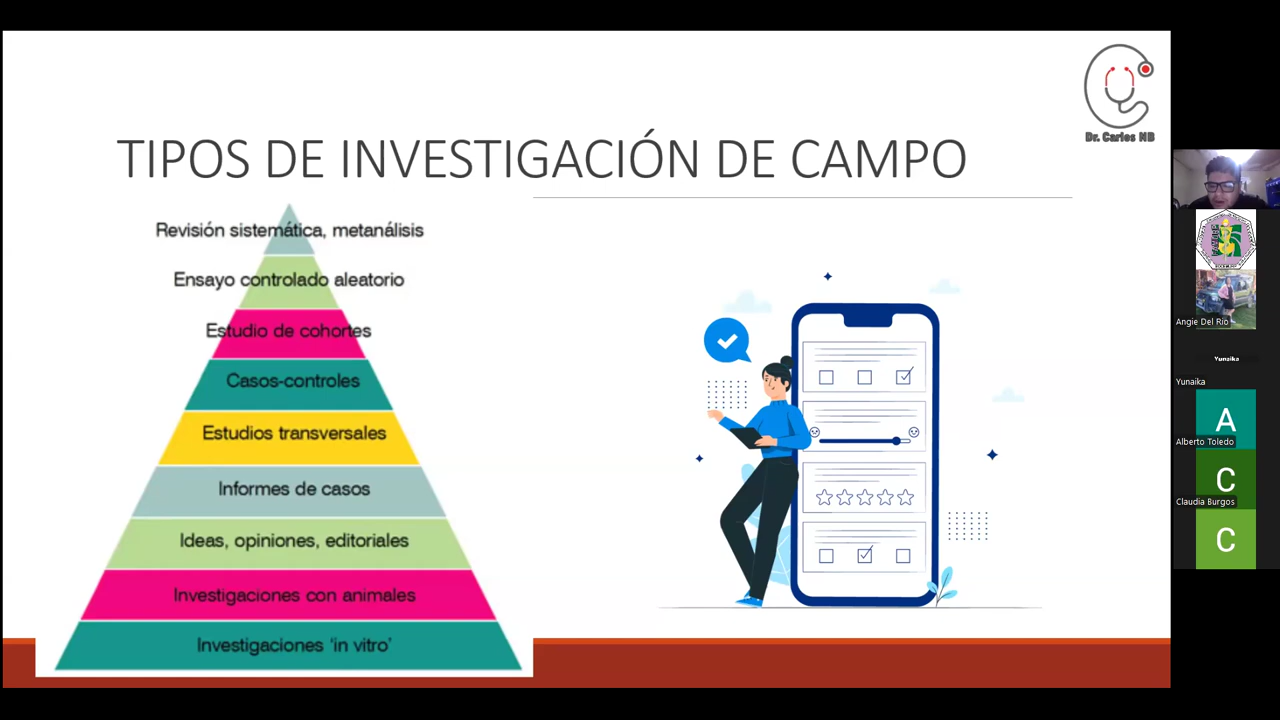 Dr. Carlos NB
TIPOS DE INVESTIGACIÓN DE CAMPO
Revisión sistemática, metanálisis
Ensayo controlado aleatorio
Estudio de cohortes
Casos-controles
Estudios transversales
Informes de casos
Ideas, opiniones, editoriales
Investigaciones con animales
Investigaciones ‘in vitro’
Angie Del Rio
Yunaika
Yunaika
A
Alberto Toledo
C
Claudia Burgos
C